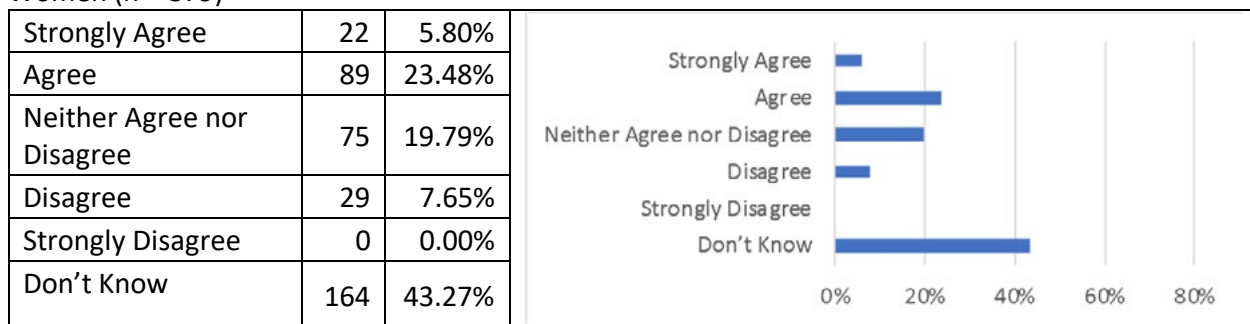 Strongly Agree 22 5.80%
Agree 89 23.48%
Neither Agree nor
Disagree 75 19.79%
Disagree 29 7.65%
Strongly Disagree 0 0.00%
Don't Know 164 43.27%
Strongly Agree
Agree
Neither Agree nor Disagree
Disagree
Strongly Disagree
Don't Know
0% 20% 40% 60% 80%